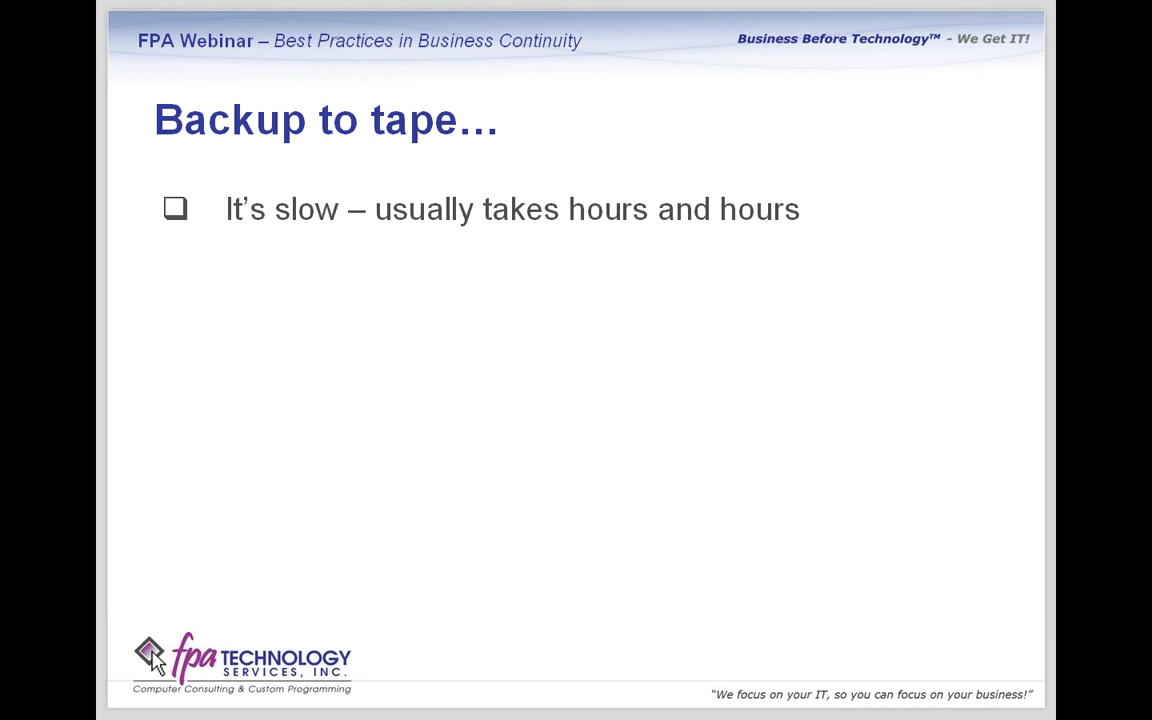 FPA Webinar – Best Practices in Business Continuity
Business Before Technology™ - We Get IT!
Backup to tape…
❑ It’s slow – usually takes hours and hours
fpa TECHNOLOGY
SERVICES, INC.
Computer Consulting & Custom Programming
“We focus on your IT, so you can focus on your business!”